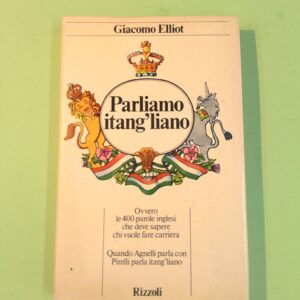 Giacomo Elliot
Parliamo
itang'liano
Ovvero
le 400 parole inglesi
che deve sapere
chi vuole fare carriera
Quando Agnelli parla con
Pirelli parla itang'liano
Rizzoli